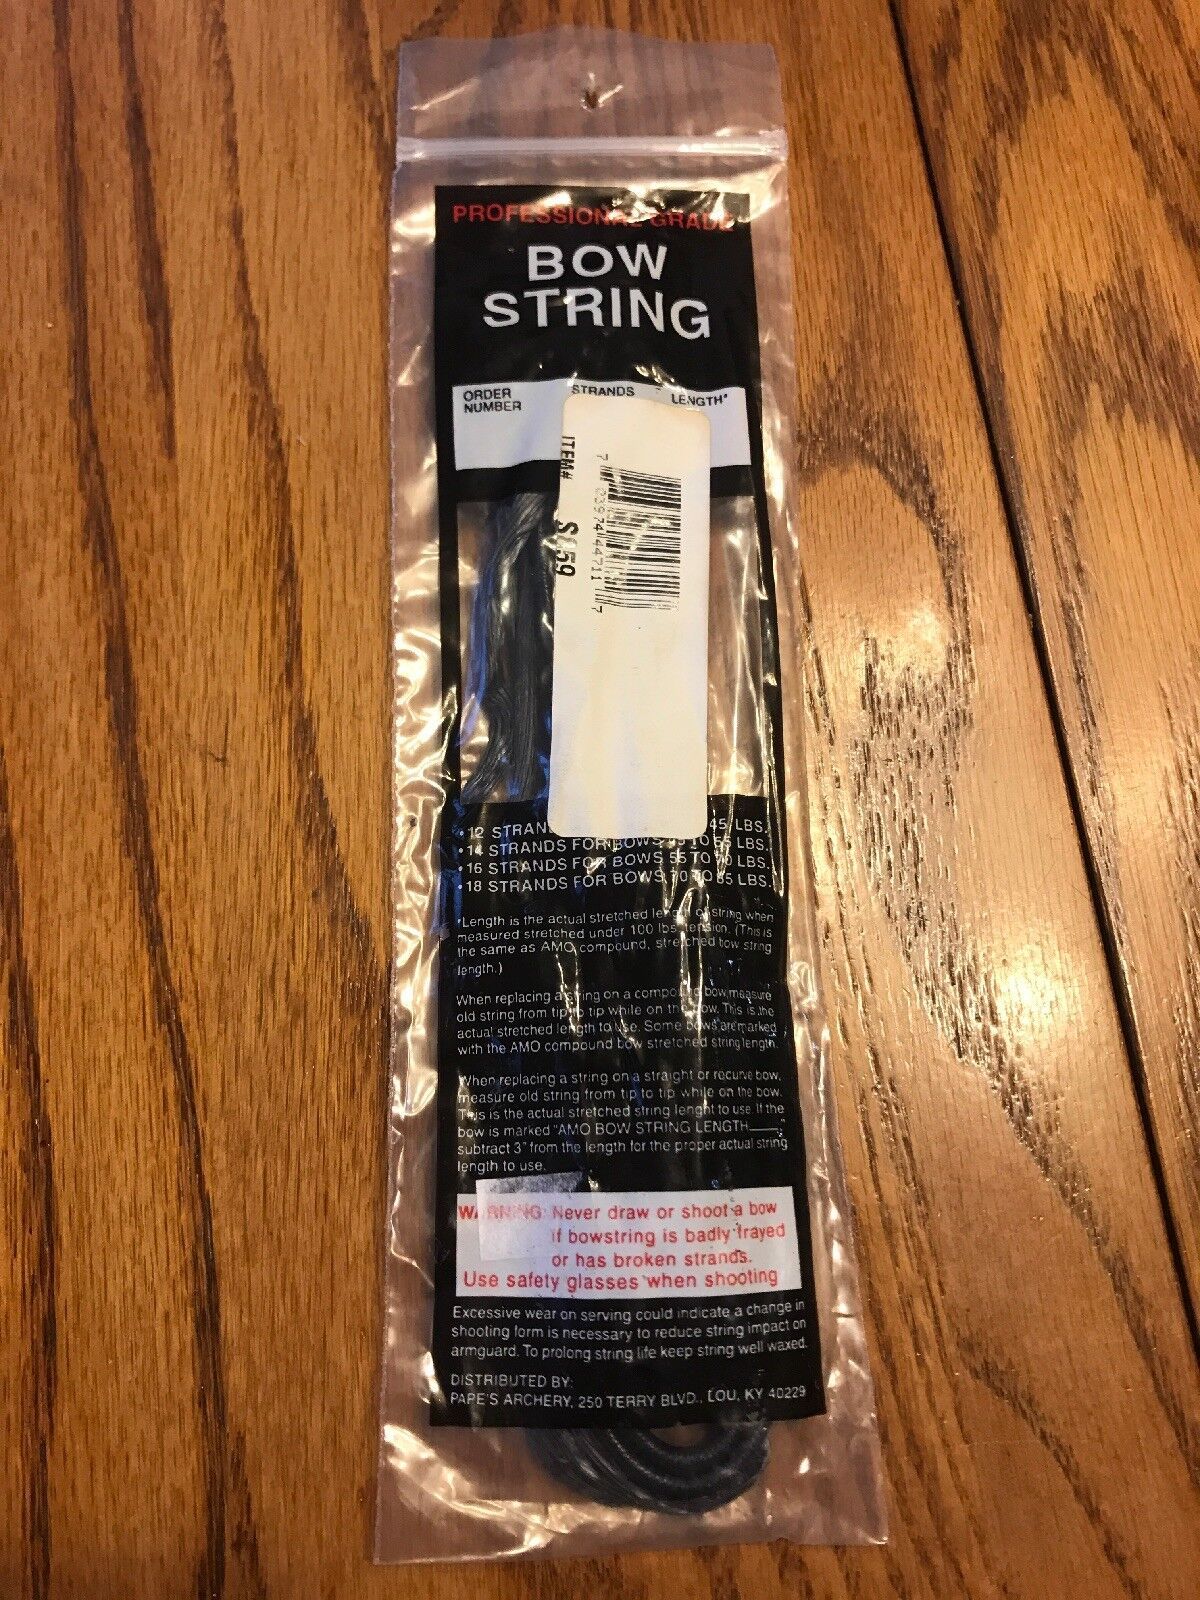 PROFESSIONAL GRADE
BOW
STRING
ORDER NUMBER
STRANDS
LENGTH*
ITEM#
7 23974 44711 7
•12 STRAN 45 LBS.
•14 STRANDS FOR BOWS TO 55 LBS.
•16 STRANDS FOR BOWS 55 TO 70 LBS.
•18 STRANDS FOR BOWS 70 TO 85 LBS.
*Length is the actual stretched length of string when
measured stretched under 100 lbs. tension. (This is
the same as AMO compound, stretched bow string
length.)
When replacing a string on a compound bow measure
old string from tip to tip while on the bow. This is the
actual stretched length to use. Some bows are marked
with the AMO compound bow stretched string length.
When replacing a string on a straight or recurve bow,
measure old string from tip to tip while on the bow.
This is the actual stretched string lenght to use. If the
bow is marked "AMO BOW STRING LENGTH____,"
subtract 3" from the length for the proper actual string
length to use.
WARNING: Never draw or shoot a bow
if bowstring is badly frayed
or has broken strands.
Use safety glasses when shooting
Excessive wear on serving could indicate a change in
shooting form is necessary to reduce string impact on
armguard. To prolong string life keep string well waxed.
DISTRIBUTED BY:
PAPE'S ARCHERY, 250 TERRY BLVD., LOU, KY 40229